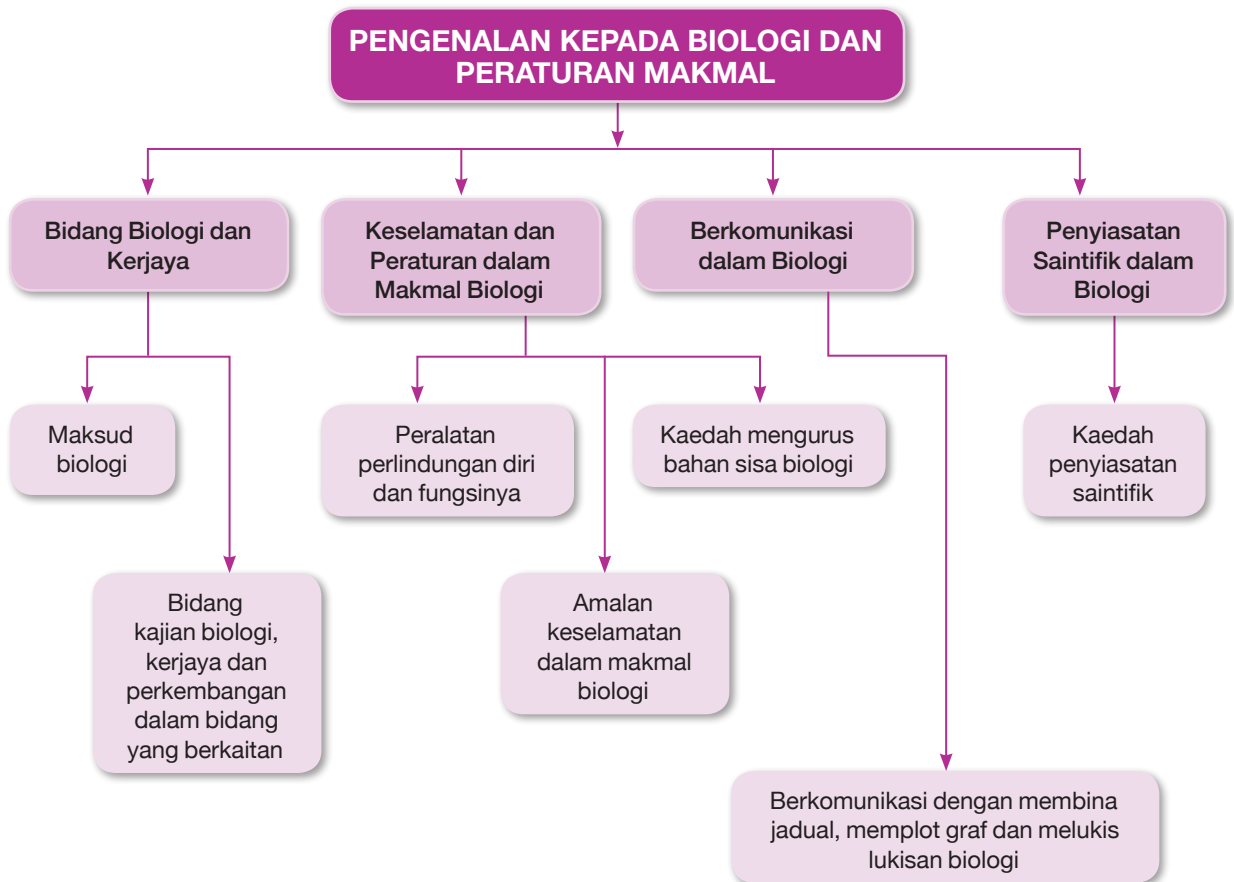 PENGENALAN KEPADA BIOLOGI DAN
PERATURAN MAKMAL
Bidang Biologi dan
Kerjaya
Keselamatan dan
Peraturan dalam
Makmal Biologi
Berkomunikasi
dalam Biologi
Penyiasatan
Saintifik dalam
Biologi
Maksud
biologi
Peralatan
perlindungan diri
dan fungsinya
Kaedah mengurus
bahan sisa biologi
Kaedah
penyiasatan
saintifik
Bidang
kajian biologi,
kerjaya dan
perkembangan
dalam bidang
yang berkaitan
Amalan
keselamatan
dalam makmal
biologi
Berkomunikasi dengan membina
jadual, memplot graf dan melukis
lukisan biologi